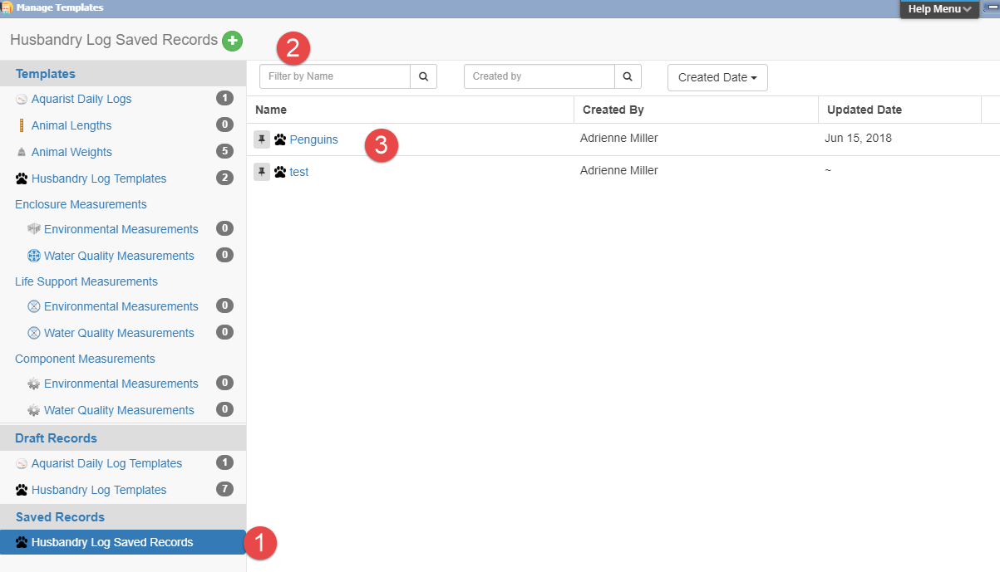 Manage Templates
Help Menu
Husbandry Log Saved Records
2
Templates
Filter by Name
Created by
Created Date
Aquarist Daily Logs 1
Animal Lengths 0
Animal Weights 5
Husbandry Log Templates 2
Enclosure Measurements
Environmental Measurements 0
Water Quality Measurements 0
Life Support Measurements
Environmental Measurements 0
Water Quality Measurements 0
Component Measurements
Environmental Measurements 0
Water Quality Measurements 0
Draft Records
Aquarist Daily Log Templates 1
Husbandry Log Templates 7
Saved Records
Husbandry Log Saved Records 1
Name Created By Updated Date
Penguins 3 Adrienne Miller Jun 15, 2018
test Adrienne Miller ~